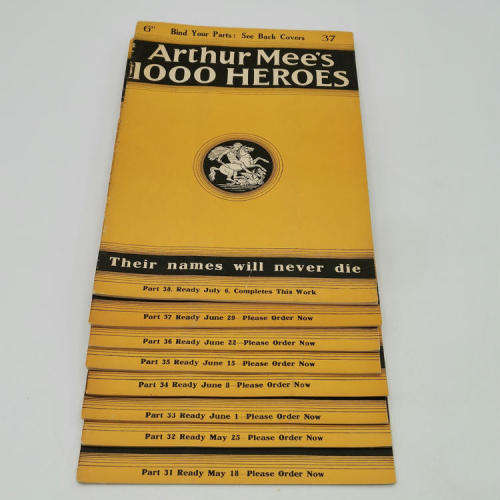 6ᴰ Bind Your Parts: See Back Covers 37
Arthur Mee's
1000 HEROES
Their names will never die
Part 38, Ready July 6, Completes This Work
Part 37 Ready June 29—Please Order Now
Part 36 Ready June 22—Please Order Now
Part 35 Ready June 15—Please Order Now
Part 34 Ready June 8—Please Order Now
Part 33 Ready June 1—Please Order Now
Part 32 Ready May 25—Please Order Now
Part 31 Ready May 18—Please Order Now